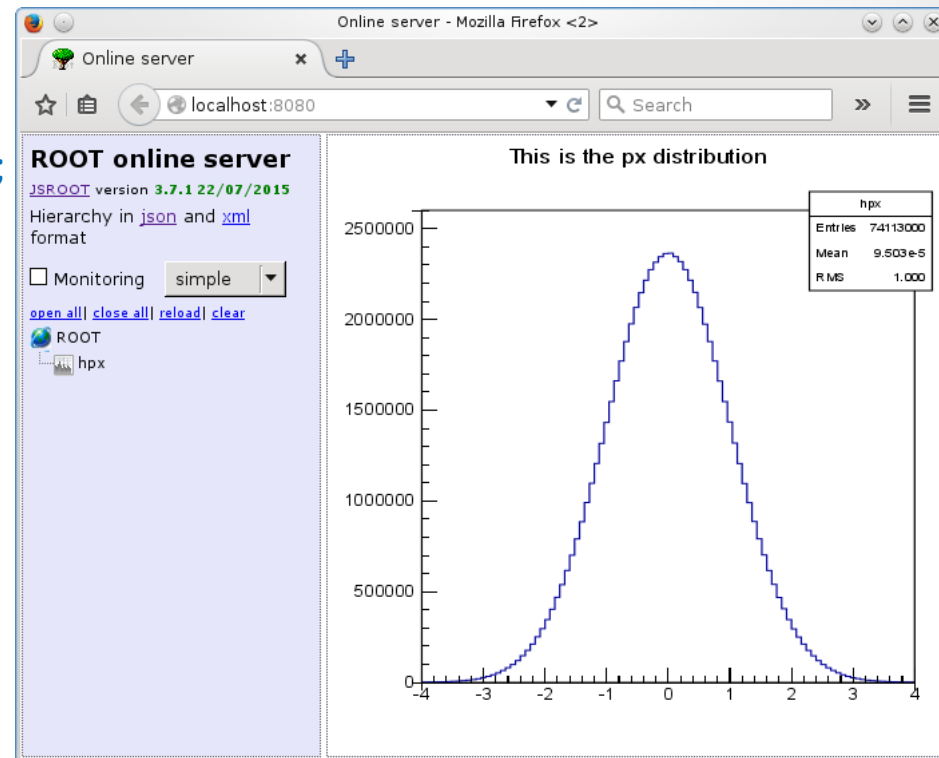 Online server - Mozilla Firefox <2>
Online server
localhost:8080
Search
;
ROOT online server
JSROOT version 3.7.1 22/07/2015
Hierarchy in json and xml
format
Monitoring simple
open all| close all| reload| clear
ROOT
hpx
This is the px distribution
hpx
Entries 74113000
Mean 9.503e-5
RMS 1.000
2500000
2000000
1500000
1000000
500000
0
-4 -3 -2 -1 0 1 2 3 4